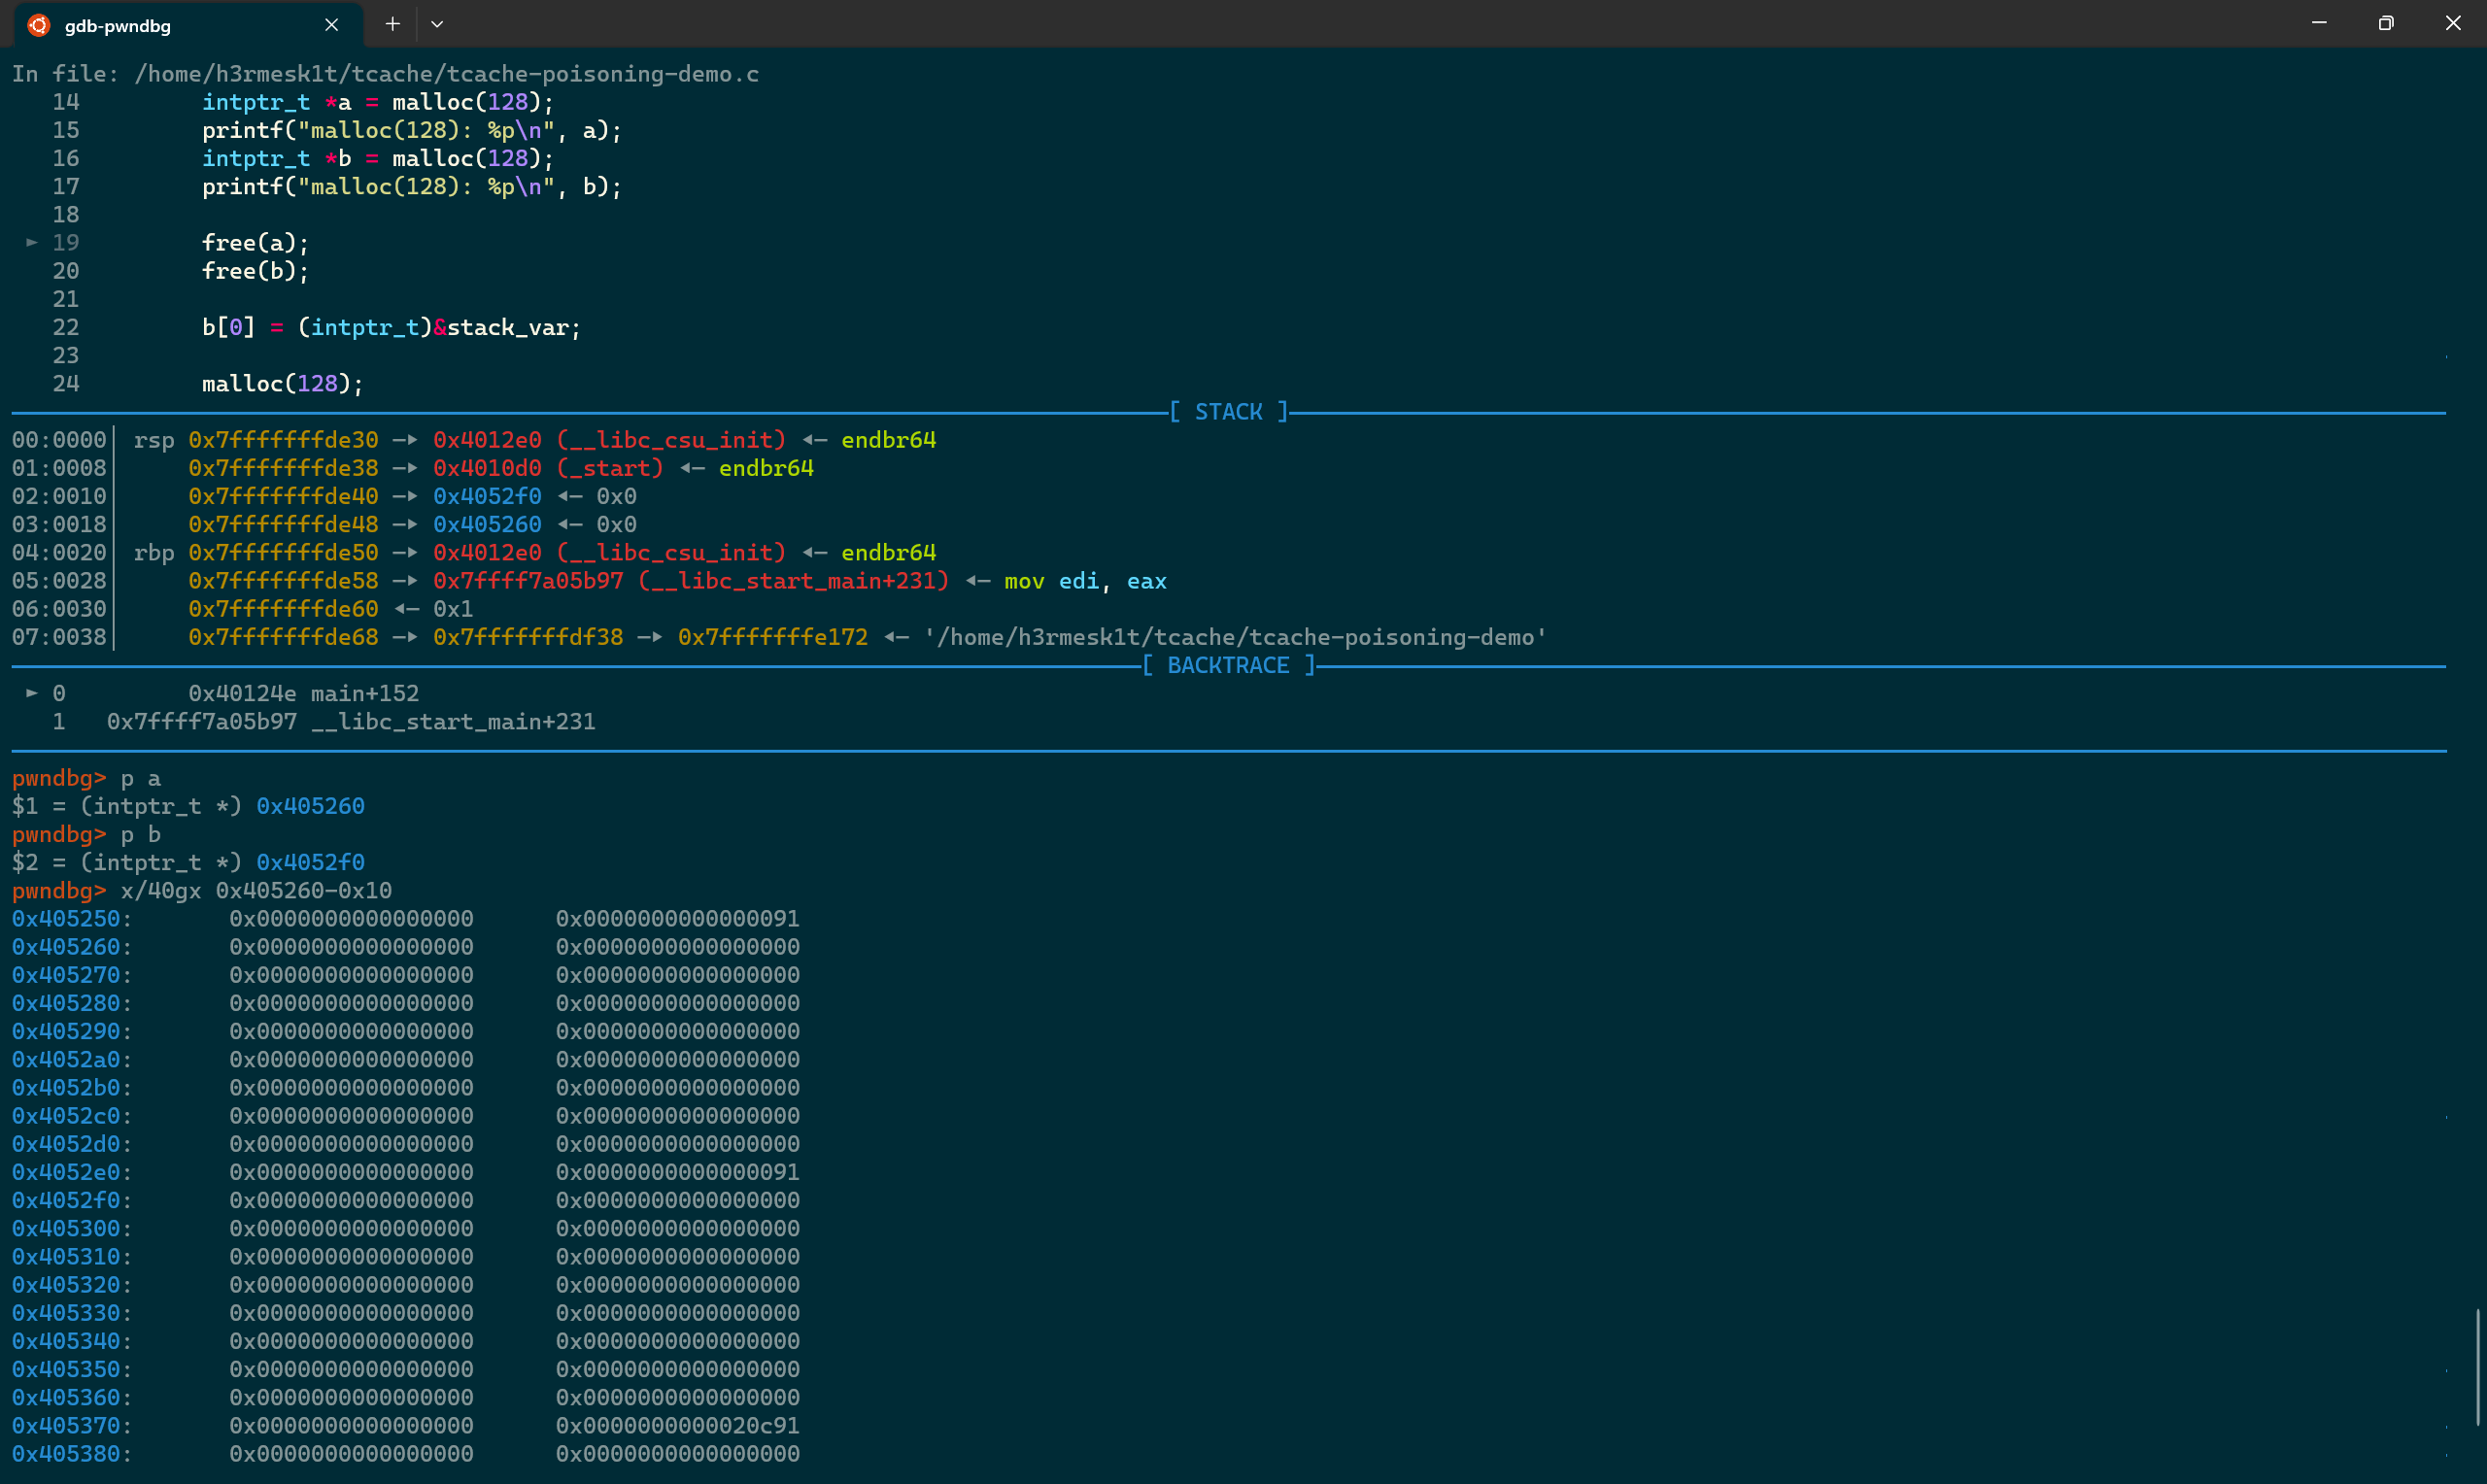 gdb-pwndbg
In file: /home/h3rmesk1t/tcache/tcache-poisoning-demo.c
14 intptr_t *a = malloc(128);
15 printf("malloc(128): %p\n", a);
16 intptr_t *b = malloc(128);
17 printf("malloc(128): %p\n", b);
18
► 19 free(a);
20 free(b);
21
22 b[0] = (intptr_t)&stack_var;
23
24 malloc(128);
[ STACK ]
00:0000│ rsp 0x7fffffffde30 —► 0x4012e0 (__libc_csu_init) ◄— endbr64
01:0008│ 0x7fffffffde38 —► 0x4010d0 (_start) ◄— endbr64
02:0010│ 0x7fffffffde40 —► 0x4052f0 ◄— 0x0
03:0018│ 0x7fffffffde48 —► 0x405260 ◄— 0x0
04:0020│ rbp 0x7fffffffde50 —► 0x4012e0 (__libc_csu_init) ◄— endbr64
05:0028│ 0x7fffffffde58 —► 0x7ffff7a05b97 (__libc_start_main+231) ◄— mov edi, eax
06:0030│ 0x7fffffffde60 ◄— 0x1
07:0038│ 0x7fffffffde68 —► 0x7fffffffdf38 —► 0x7fffffffe172 ◄— '/home/h3rmesk1t/tcache/tcache-poisoning-demo'
[ BACKTRACE ]
► 0 0x40124e main+152
1 0x7ffff7a05b97 __libc_start_main+231
pwndbg> p a
$1 = (intptr_t *) 0x405260
pwndbg> p b
$2 = (intptr_t *) 0x4052f0
pwndbg> x/40gx 0x405260-0x10
0x405250: 0x0000000000000000 0x0000000000000091
0x405260: 0x0000000000000000 0x0000000000000000
0x405270: 0x0000000000000000 0x0000000000000000
0x405280: 0x0000000000000000 0x0000000000000000
0x405290: 0x0000000000000000 0x0000000000000000
0x4052a0: 0x0000000000000000 0x0000000000000000
0x4052b0: 0x0000000000000000 0x0000000000000000
0x4052c0: 0x0000000000000000 0x0000000000000000
0x4052d0: 0x0000000000000000 0x0000000000000000
0x4052e0: 0x0000000000000000 0x0000000000000091
0x4052f0: 0x0000000000000000 0x0000000000000000
0x405300: 0x0000000000000000 0x0000000000000000
0x405310: 0x0000000000000000 0x0000000000000000
0x405320: 0x0000000000000000 0x0000000000000000
0x405330: 0x0000000000000000 0x0000000000000000
0x405340: 0x0000000000000000 0x0000000000000000
0x405350: 0x0000000000000000 0x0000000000000000
0x405360: 0x0000000000000000 0x0000000000000000
0x405370: 0x0000000000000000 0x0000000000020c91
0x405380: 0x0000000000000000 0x0000000000000000